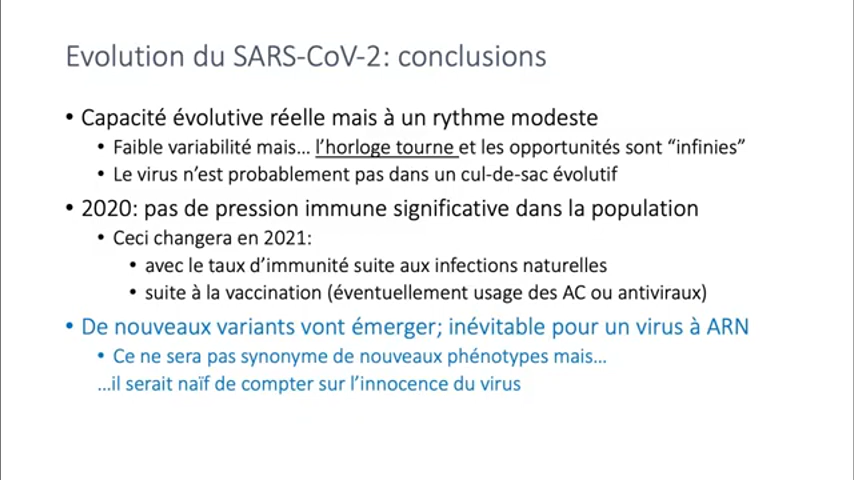 Evolution du SARS-CoV-2: conclusions
• Capacité évolutive réelle mais à un rythme modeste
• Faible variabilité mais… l’horloge tourne et les opportunités sont “infinies”
• Le virus n’est probablement pas dans un cul-de-sac évolutif
• 2020: pas de pression immune significative dans la population
• Ceci changera en 2021:
• avec le taux d’immunité suite aux infections naturelles
• suite à la vaccination (éventuellement usage des AC ou antiviraux)
• De nouveaux variants vont émerger; inévitable pour un virus à ARN
• Ce ne sera pas synonyme de nouveaux phénotypes mais…
…il serait naïf de compter sur l’innocence du virus